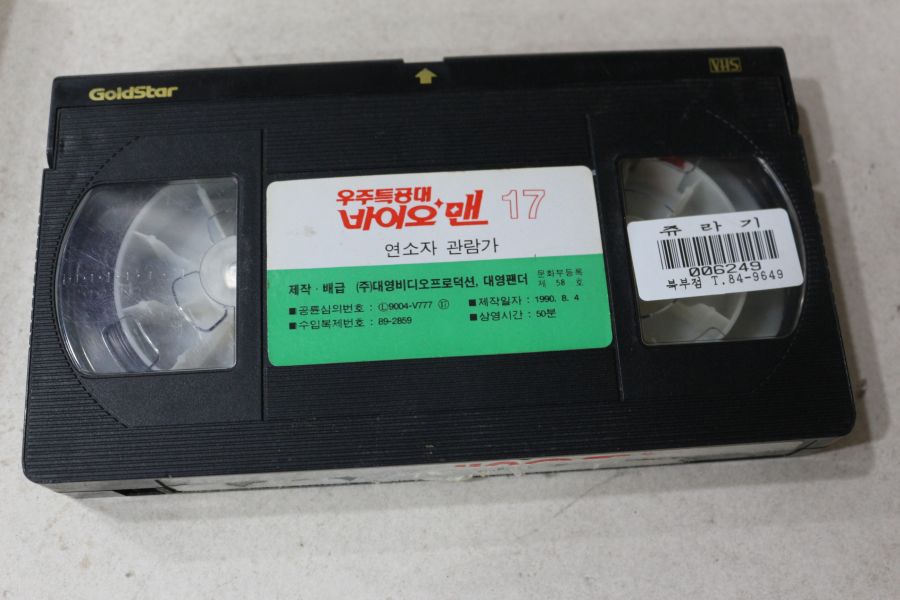 GoldStar
VHS
우주특공대
바이오맨 17
연소자 관람가
제작·배급 (주)대영비디오프로덕션, 대영팬더 문화부등록 제 58 호
■공륜심의번호 : Ⓛ9004-V777 ⑰ ■제작일자 : 1990. 8. 4
■수입복제번호 : 89-2859 ■상영시간 : 50분
쥬 라 기
006249
북부점 T.84-9649